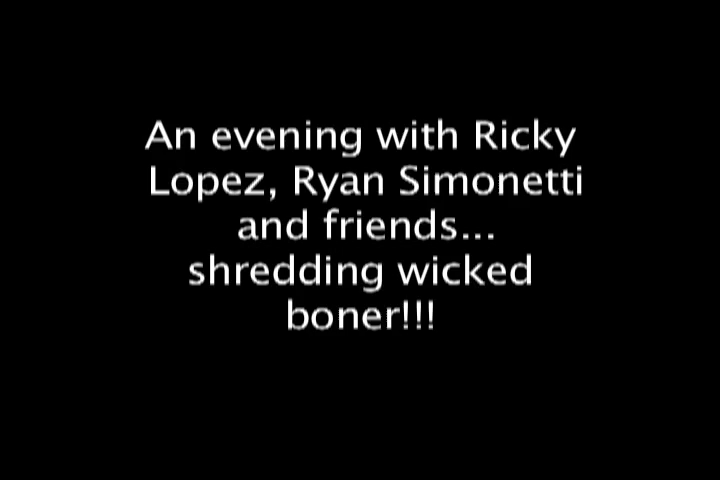 An evening with Ricky
Lopez, Ryan Simonetti
and friends...
shredding wicked
boner!!!